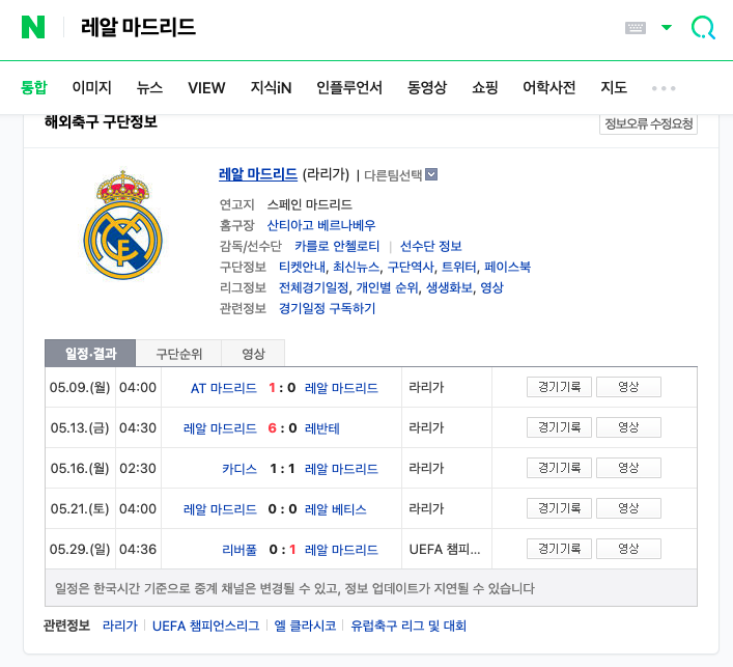 N 레알 마드리드
통합 이미지 뉴스 VIEW 지식iN 인플루언서 동영상 쇼핑 어학사전 지도
해외축구 구단정보 정보오류 수정요청
레알 마드리드 (라리가) | 다른팀선택
연고지 스페인 마드리드
홈구장 산티아고 베르나베우
감독/선수단 카를로 안첼로티 | 선수단 정보
구단정보 티켓안내, 최신뉴스, 구단역사, 트위터, 페이스북
리그정보 전체경기일정, 개인별 순위, 생생화보, 영상
관련정보 경기일정 구독하기
일정·결과 구단순위 영상
05.09.(월) 04:00 AT 마드리드 1 : 0 레알 마드리드 라리가 경기기록 영상
05.13.(금) 04:30 레알 마드리드 6 : 0 레반테 라리가 경기기록 영상
05.16.(월) 02:30 카디스 1 : 1 레알 마드리드 라리가 경기기록 영상
05.21.(토) 04:00 레알 마드리드 0 : 0 레알 베티스 라리가 경기기록 영상
05.29.(일) 04:36 리버풀 0 : 1 레알 마드리드 UEFA 챔피... 경기기록 영상
일정은 한국시간 기준으로 중계 채널은 변경될 수 있고, 정보 업데이트가 지연될 수 있습니다
관련정보 라리가 | UEFA 챔피언스리그 | 엘 클라시코 | 유럽축구 리그 및 대회